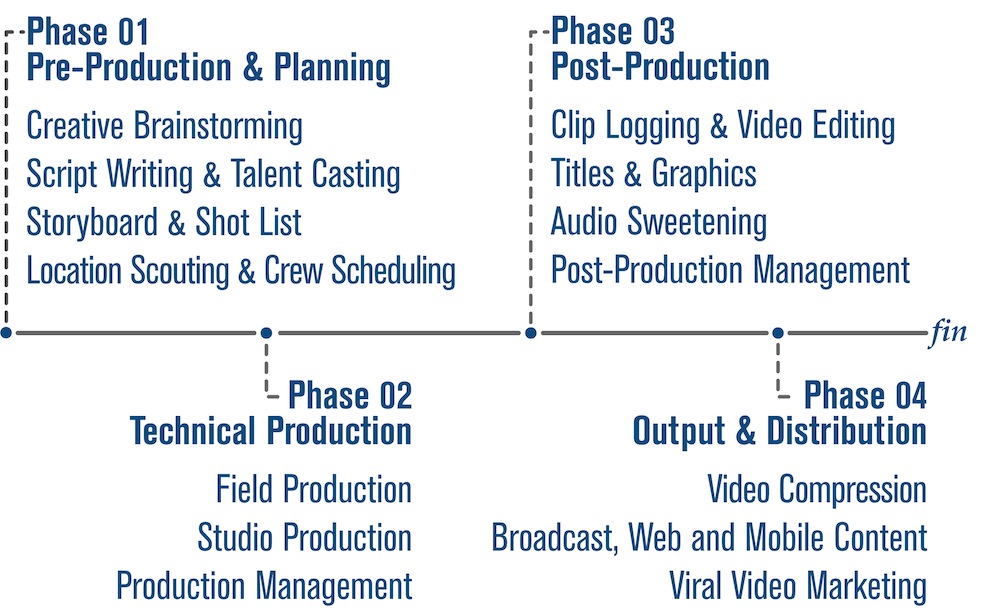 Phase 01
Pre-Production & Planning
Creative Brainstorming
Script Writing & Talent Casting
Storyboard & Shot List
Location Scouting & Crew Scheduling
Phase 03
Post-Production
Clip Logging & Video Editing
Titles & Graphics
Audio Sweetening
Post-Production Management
fin
Phase 02
Technical Production
Field Production
Studio Production
Production Management
Phase 04
Output & Distribution
Video Compression
Broadcast, Web and Mobile Content
Viral Video Marketing